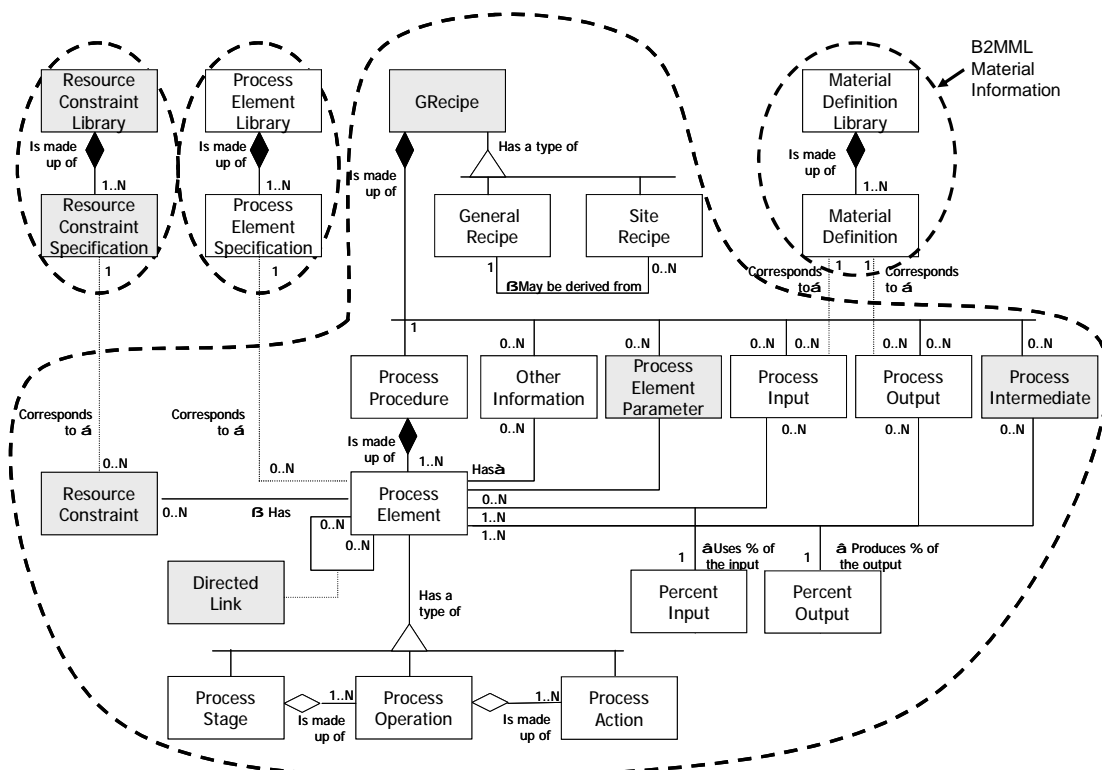 B2MML
Material
Information
Resource
Constraint
Library
Process
Element
Library
GRecipe
Material
Definition
Library
Is made
up of
Is made
up of
Is made
up of
Has a type of
Is made
up of
1..N
1..N
1..N
Resource
Constraint
Specification
Process
Element
Specification
General
Recipe
Site
Recipe
Material
Definition
1
1
1
0..N
1
1
Corresponds
to á
Corresponds
to á
ßMay be derived from
1
0..N
0..N
0..N
0..N
0..N
0..N
0..N
Process
Procedure
Other
Information
Process
Element
Parameter
Process
Input
Process
Output
Process
Intermediate
Corresponds
to á
Corresponds
to á
0..N
0..N
0..N
0..N
0..N
Is made
up of
1..N
Hasà
0..N
0..N
Resource
Constraint
0..N
ß Has
Process
Element
0..N
1..N
1..N
0..N
0..N
âUses % of
the input
â Produces % of
the output
1
1
Directed
Link
Has a
type of
Percent
Input
Percent
Output
Process
Stage
1..N
Is made
up of
Process
Operation
1..N
Is made
up of
Process
Action